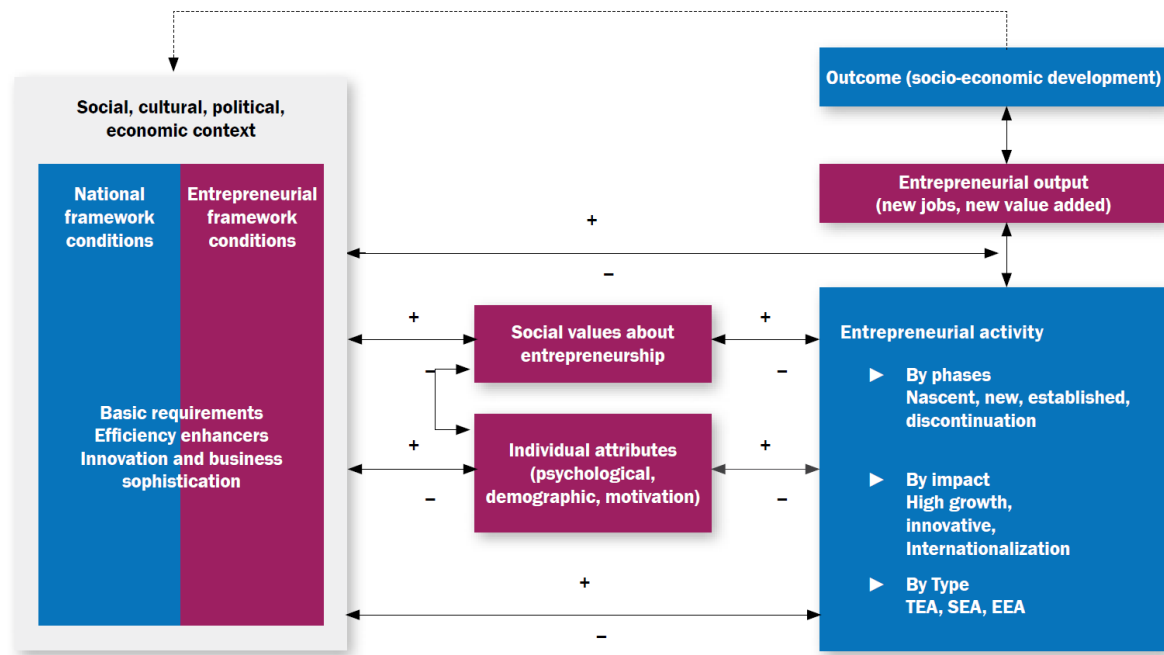 Social, cultural, political,
economic context
National
framework
conditions
Entrepreneurial
framework
conditions
Basic requirements
Efficiency enhancers
Innovation and business
sophistication
+
–
+
–
Social values about
entrepreneurship
+
–
+
–
Individual attributes
(psychological,
demographic, motivation)
+
–
+
–
+
–
Outcome (socio-economic development)
Entrepreneurial output
(new jobs, new value added)
Entrepreneurial activity
► By phases
Nascent, new, established,
discontinuation
► By impact
High growth,
innovative,
Internationalization
► By Type
TEA, SEA, EEA